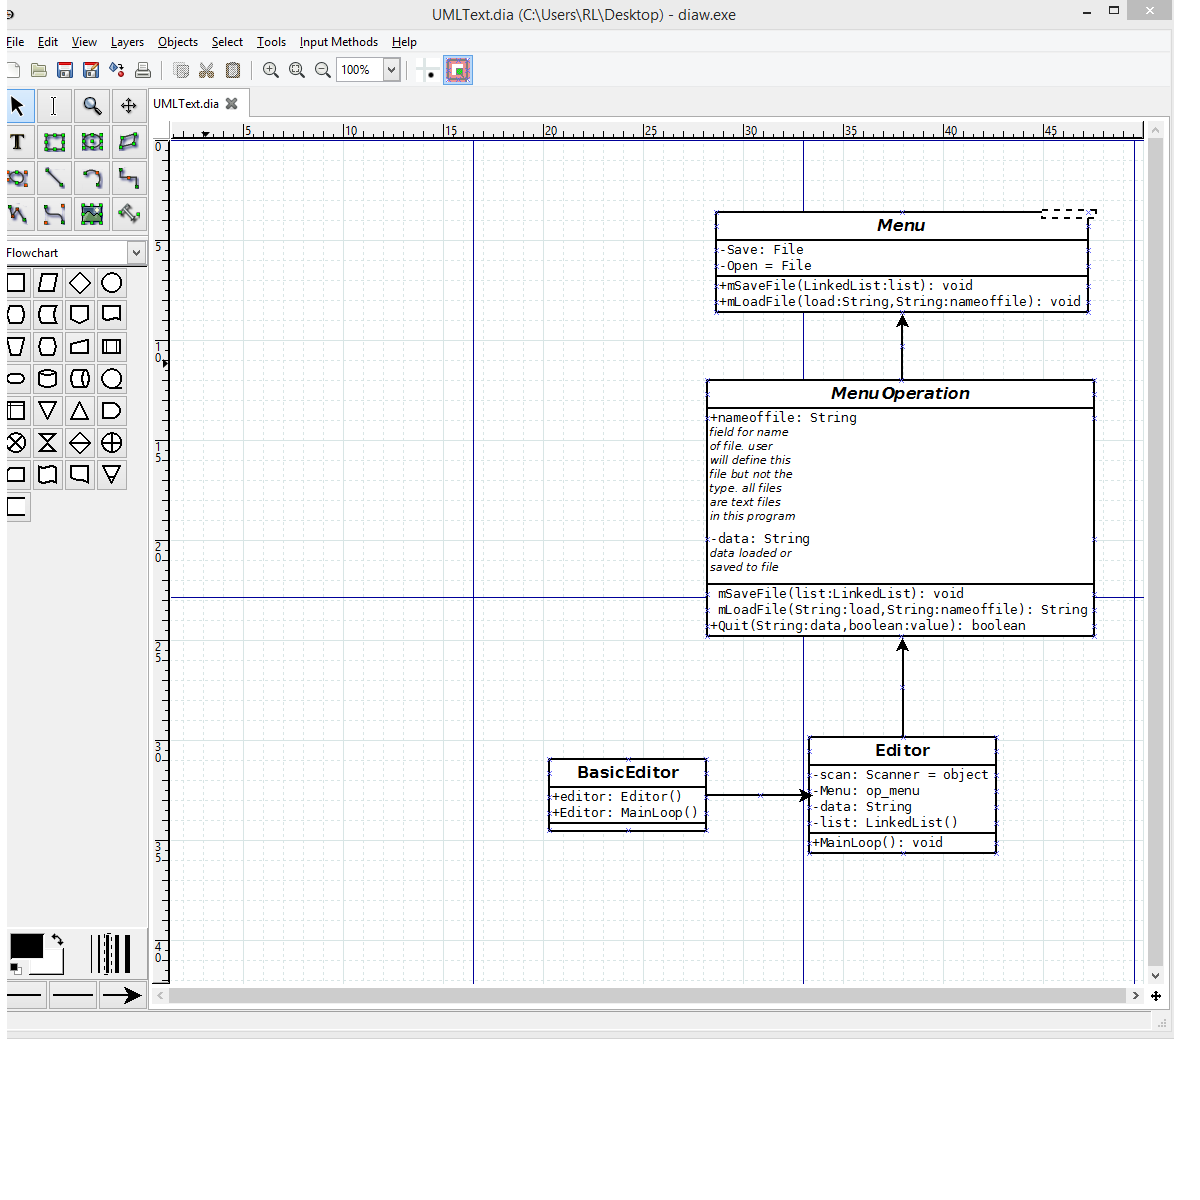 UMLText.dia (C:\Users\RL\Desktop) - diaw.exe
File Edit View Layers Objects Select Tools Input Methods Help
100%
UMLText.dia
5 10 15 20 25 30 35 40 45
0
5
10
15
20
25
30
35
40
T
Flowchart
Menu
-Save: File
-Open = File
+mSaveFile(LinkedList:list): void
+mLoadFile(load:String,String:nameoffile): void
MenuOperation
+nameoffile: String
field for name
of file. user
will define this
file but not the
type. all files
are text files
in this program
-data: String
data loaded or
saved to file
mSaveFile(list:LinkedList): void
mLoadFile(String:load,String:nameoffile): String
+Quit(String:data,boolean:value): boolean
BasicEditor
+editor: Editor()
+Editor: MainLoop()
Editor
-scan: Scanner = object
-Menu: op_menu
-data: String
-list: LinkedList()
+MainLoop(): void